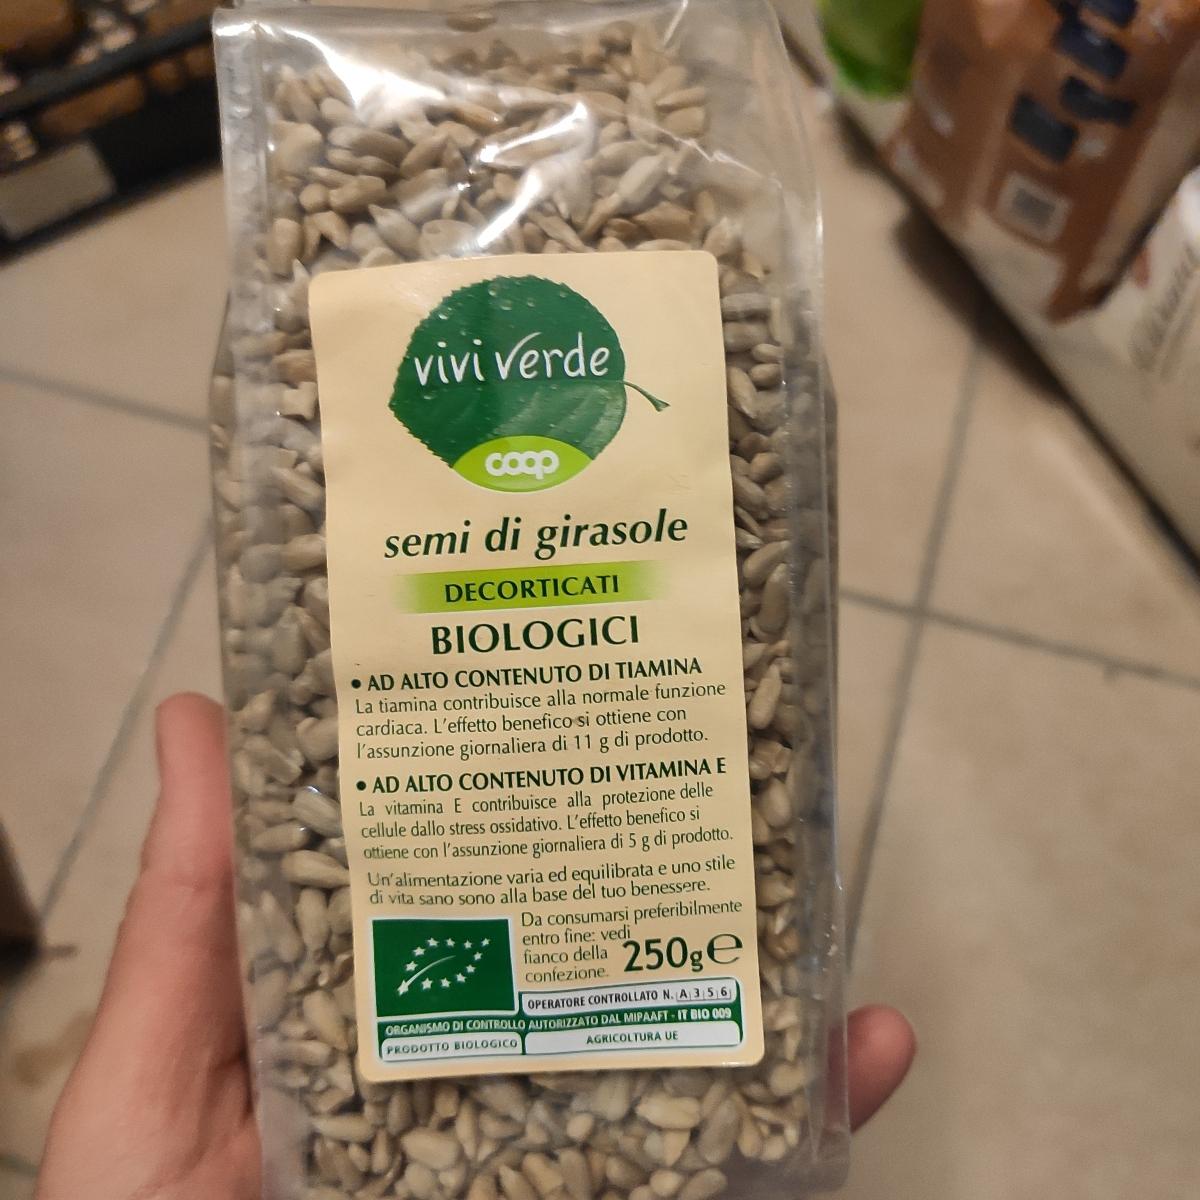 vivi verde
coop
semi di girasole
DECORTICATI
BIOLOGICI
• AD ALTO CONTENUTO DI TIAMINA
La tiamina contribuisce alla normale funzione
cardiaca. L'effetto benefico si ottiene con
l'assunzione giornaliera di 11 g di prodotto.
• AD ALTO CONTENUTO DI VITAMINA E
La vitamina E contribuisce alla protezione delle
cellule dallo stress ossidativo. L'effetto benefico si
ottiene con l'assunzione giornaliera di 5 g di prodotto.
Un'alimentazione varia ed equilibrata e uno stile
di vita sano sono alla base del tuo benessere.
Da consumarsi preferibilmente
entro fine: vedi
fianco della
confezione.
250g℮
OPERATORE CONTROLLATO N. A 3 5 6
ORGANISMO DI CONTROLLO AUTORIZZATO DAL MIPAAFT - IT BIO 009
PRODOTTO BIOLOGICO
AGRICOLTURA UE